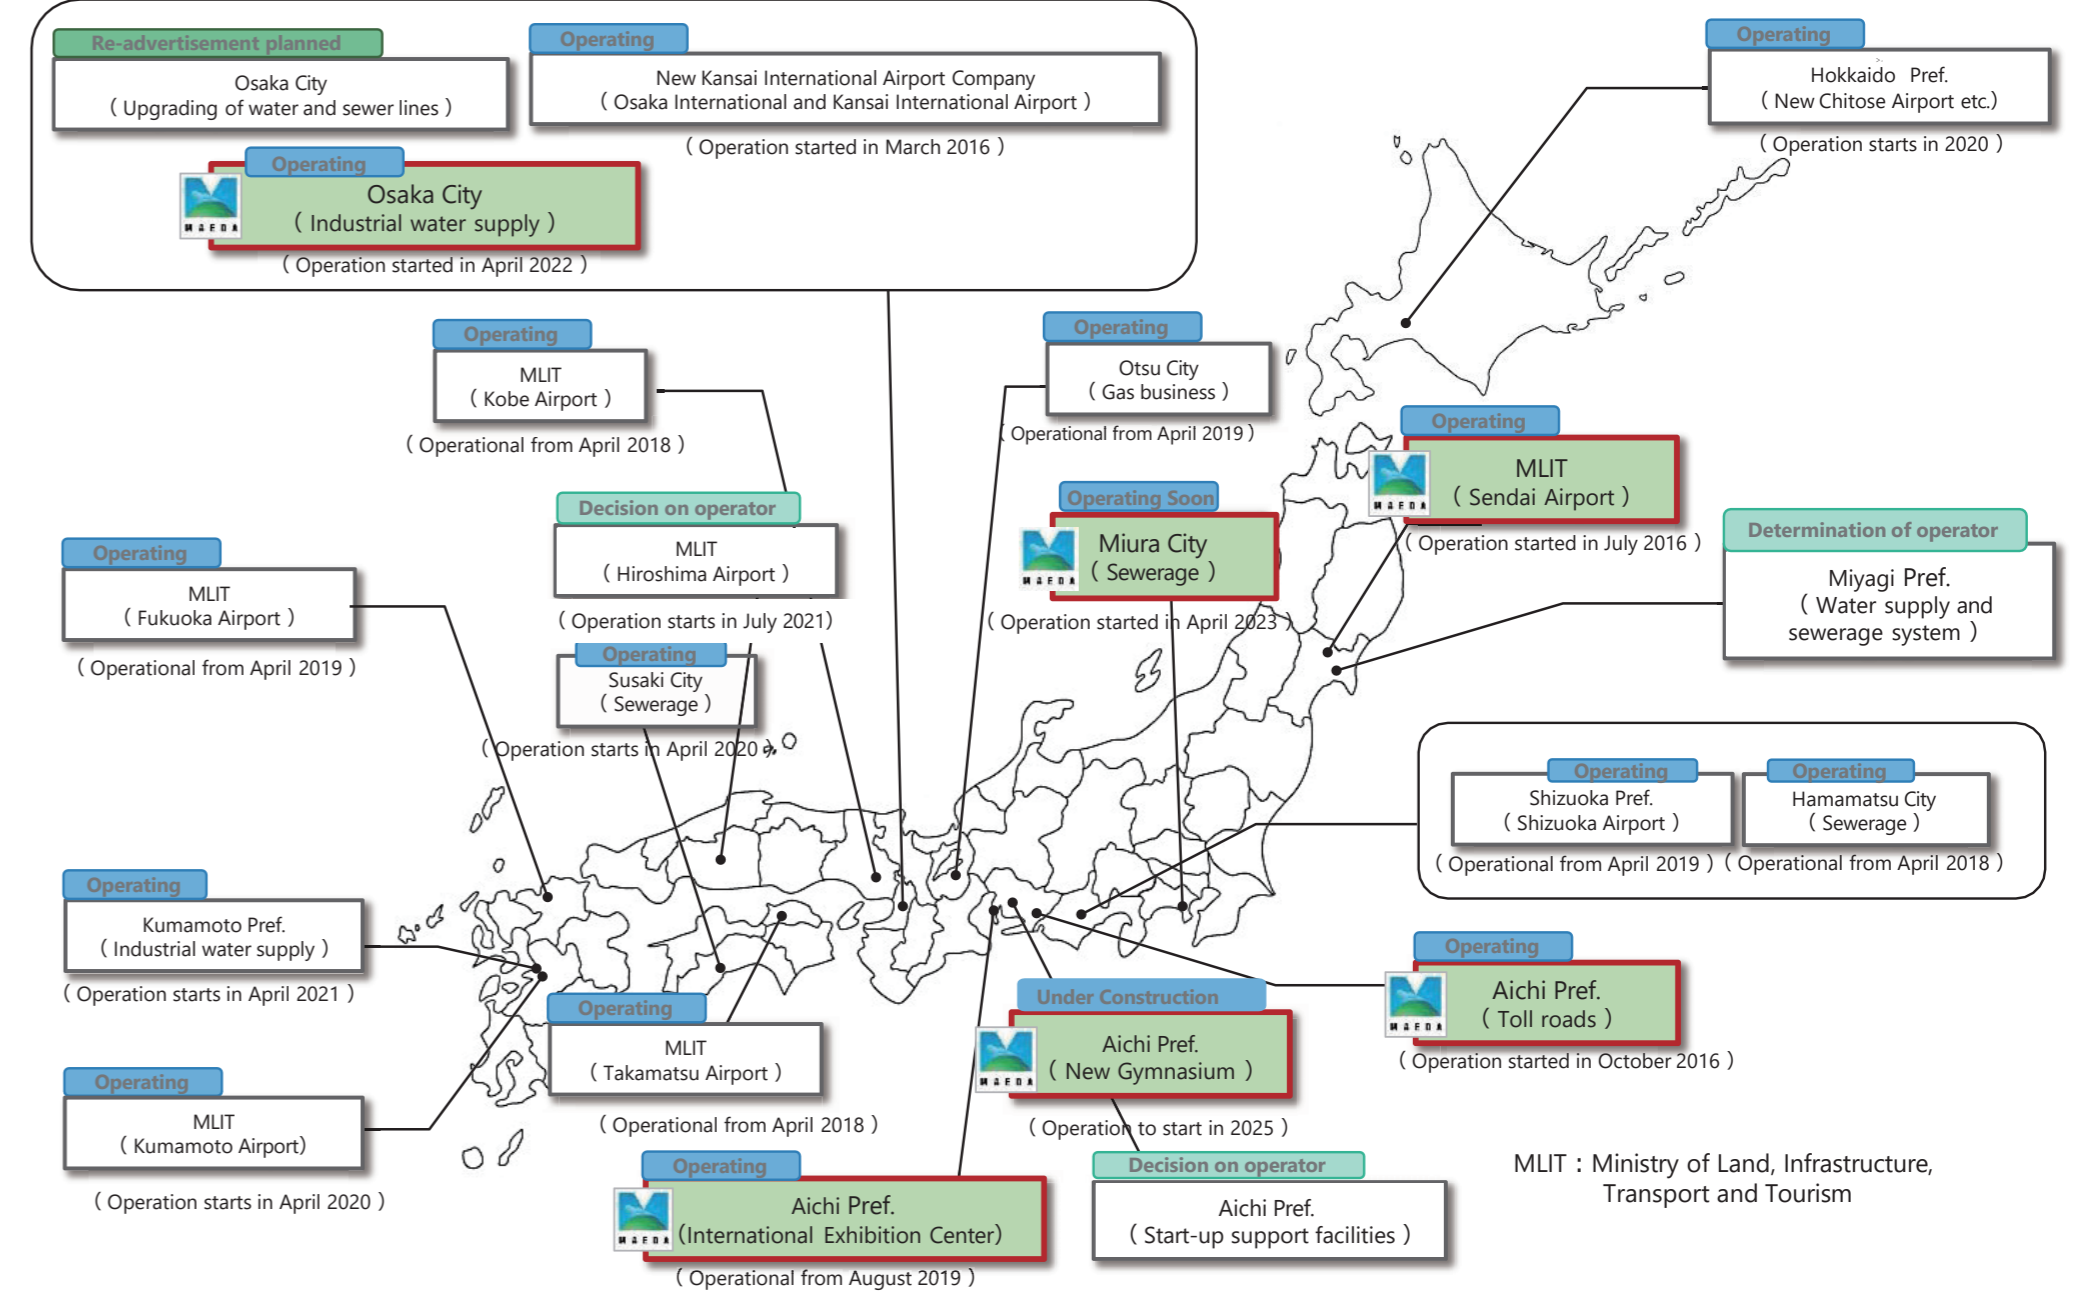 Re-advertisement planned
Osaka City
( Upgrading of water and sewer lines )
Operating
New Kansai International Airport Company
( Osaka International and Kansai International Airport )
( Operation started in March 2016 )
Operating
MAEDA
Osaka City
( Industrial water supply )
( Operation started in April 2022 )
Operating
Hokkaido Pref.
( New Chitose Airport etc.)
( Operation starts in 2020 )
Operating
MLIT
( Kobe Airport )
( Operational from April 2018 )
Operating
Otsu City
( Gas business )
( Operational from April 2019 )
Operating
MAEDA
MLIT
( Sendai Airport )
( Operation started in July 2016 )
Decision on operator
MLIT
( Hiroshima Airport )
( Operation starts in July 2021)
Operating Soon
MAEDA
Miura City
( Sewerage )
( Operation started in April 2023 )
Determination of operator
Miyagi Pref.
( Water supply and
sewerage system )
Operating
MLIT
( Fukuoka Airport )
( Operational from April 2019 )
Operating
Susaki City
( Sewerage )
( Operation starts in April 2020 )
Operating
Shizuoka Pref.
( Shizuoka Airport )
( Operational from April 2019 )
Operating
Hamamatsu City
( Sewerage )
( Operational from April 2018 )
Operating
Kumamoto Pref.
( Industrial water supply )
( Operation starts in April 2021 )
Operating
MLIT
( Takamatsu Airport )
( Operational from April 2018 )
Under Construction
MAEDA
Aichi Pref.
( New Gymnasium )
( Operation to start in 2025 )
Operating
MAEDA
Aichi Pref.
( Toll roads )
( Operation started in October 2016 )
Operating
MLIT
( Kumamoto Airport)
( Operation starts in April 2020 )
Operating
MAEDA
Aichi Pref.
(International Exhibition Center)
( Operational from August 2019 )
Decision on operator
Aichi Pref.
( Start-up support facilities )
MLIT : Ministry of Land, Infrastructure,
Transport and Tourism